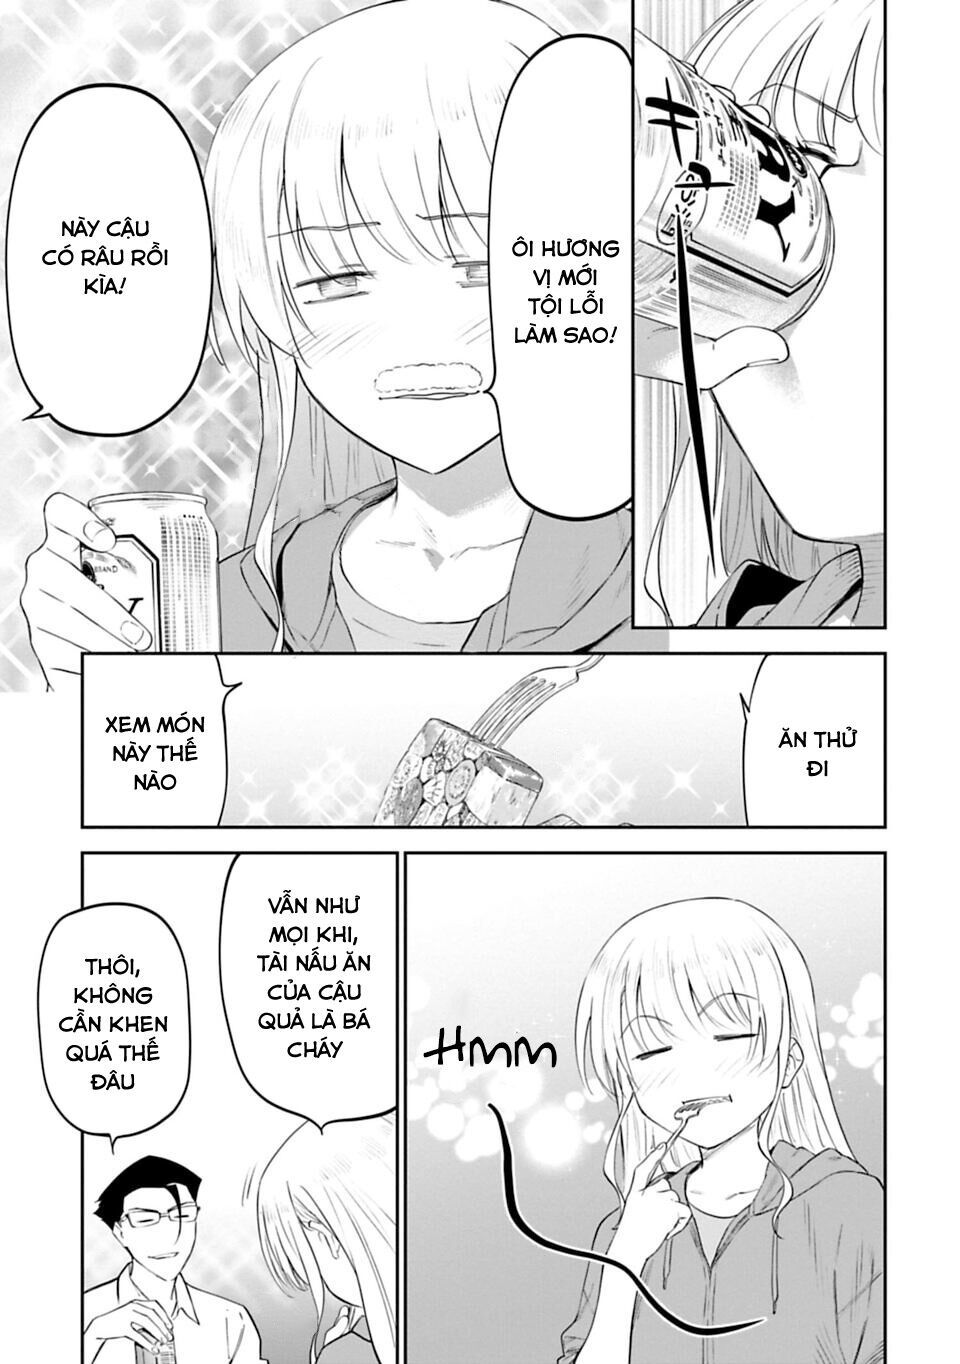 ÔI HƯƠNG
VỊ MỚI
TỘI LỖI
LÀM SAO!
NÀY CẬU
CÓ RÂU RỒI
KÌA!
BRAND
ĂN THỬ
ĐI
XEM MÓN
NÀY THẾ
NÀO
HMM
VẪN NHƯ
MỌI KHI,
TÀI NẤU ĂN
CỦA CẬU
QUẢ LÀ BÁ
CHÁY
THÔI,
KHÔNG
CẦN KHEN
QUÁ THẾ
ĐÂU